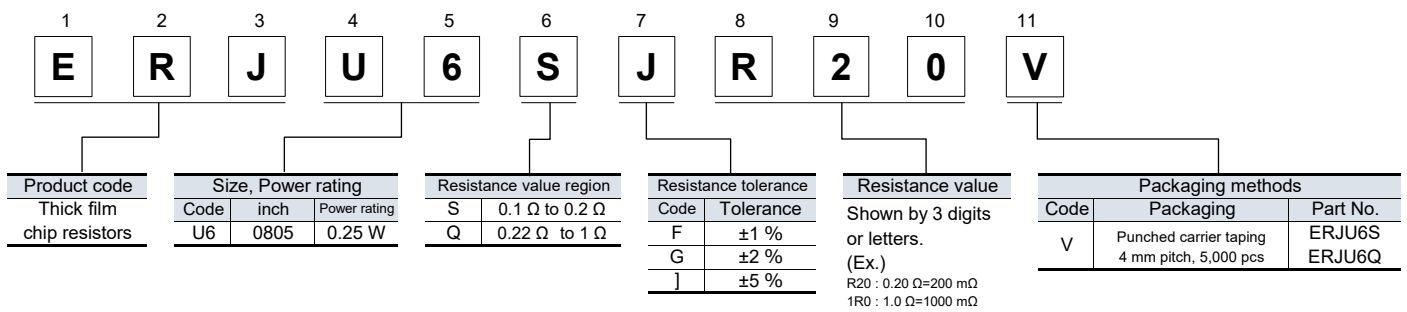 1 2 3 4 5 6 7 8 9 10 11
E R J U 6 S J R 2 0 V
Product code
Thick film
chip resistors
Size, Power rating
Code inch Power rating
U6 0805 0.25 W
Resistance value region
S 0.1 Ω to 0.2 Ω
Q 0.22 Ω to 1 Ω
Resistance tolerance
Code Tolerance
F ±1 %
G ±2 %
] ±5 %
Resistance value
Shown by 3 digits
or letters.
(Ex.)
R20 : 0.20 Ω=200 mΩ
1R0 : 1.0 Ω=1000 mΩ
Packaging methods
Code Packaging Part No.
V Punched carrier taping ERJU6S
4 mm pitch, 5,000 pcs ERJU6Q